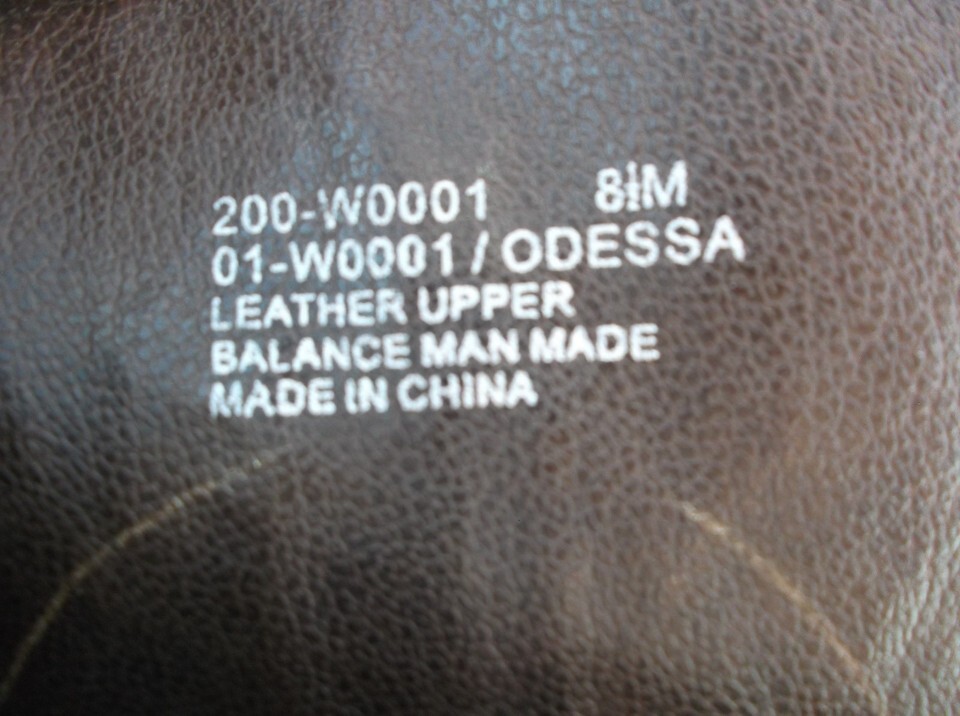 200-W0001 8½M
01-W0001 / ODESSA
LEATHER UPPER
BALANCE MAN MADE
MADE IN CHINA